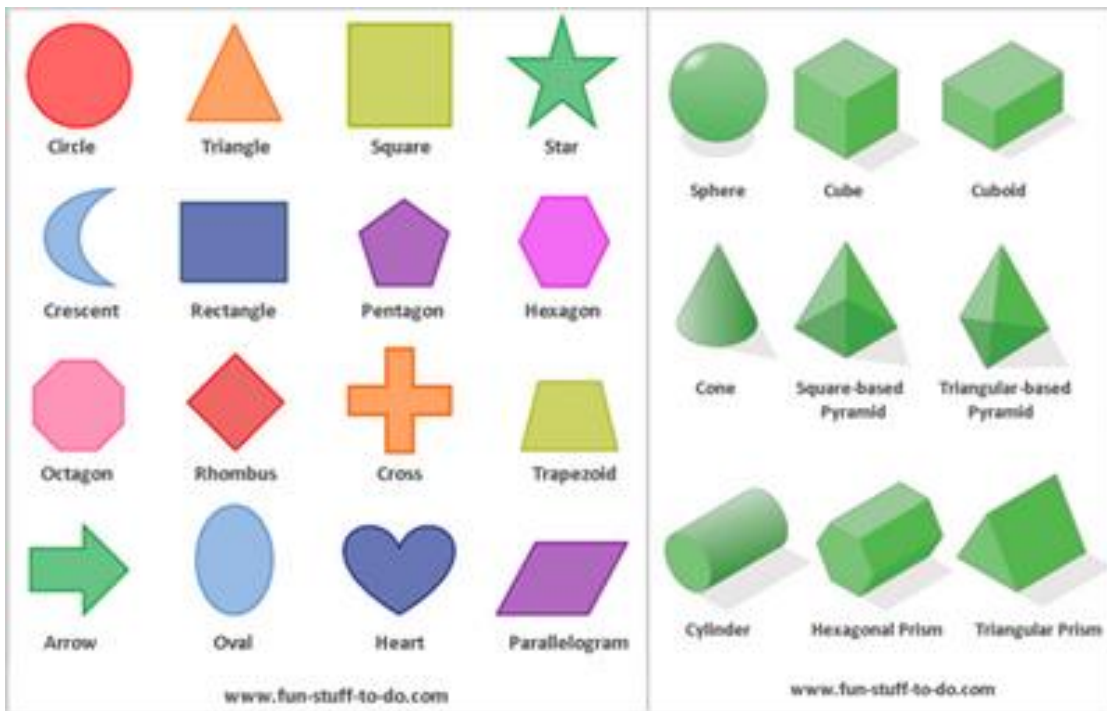 Circle Triangle Square Star
Crescent Rectangle Pentagon Hexagon
Octagon Rhombus Cross Trapezoid
Arrow Oval Heart Parallelogram
www.fun-stuff-to-do.com
Sphere Cube Cuboid
Cone Square-based Triangular-based
Pyramid Pyramid
Cylinder Hexagonal Prism Triangular Prism
www.fun-stuff-to-do.com